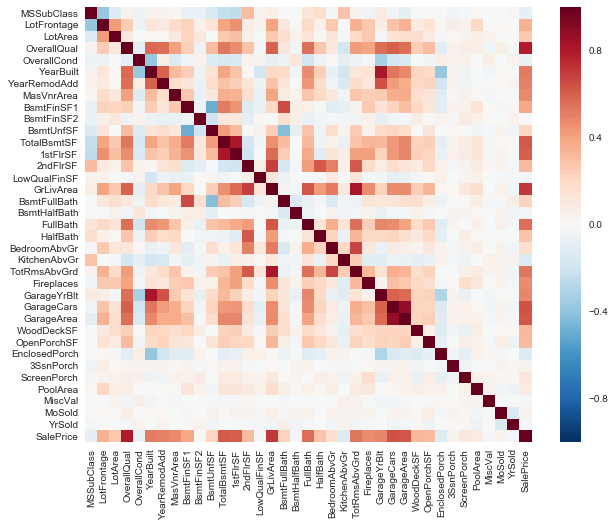 MSSubClass
LotFrontage
LotArea
OverallQual
OverallCond
YearBuilt
YearRemodAdd
MasVnrArea
BsmtFinSF1
BsmtFinSF2
BsmtUnfSF
TotalBsmtSF
1stFlrSF
2ndFlrSF
LowQualFinSF
GrLivArea
BsmtFullBath
BsmtHalfBath
FullBath
HalfBath
BedroomAbvGr
KitchenAbvGr
TotRmsAbvGrd
Fireplaces
GarageYrBlt
GarageCars
GarageArea
WoodDeckSF
OpenPorchSF
EnclosedPorch
3SsnPorch
ScreenPorch
PoolArea
MiscVal
MoSold
YrSold
SalePrice
MSSubClass
LotFrontage
LotArea
OverallQual
OverallCond
YearBuilt
YearRemodAdd
MasVnrArea
BsmtFinSF1
BsmtFinSF2
BsmtUnfSF
TotalBsmtSF
1stFlrSF
2ndFlrSF
LowQualFinSF
GrLivArea
BsmtFullBath
BsmtHalfBath
FullBath
HalfBath
BedroomAbvGr
KitchenAbvGr
TotRmsAbvGrd
Fireplaces
GarageYrBlt
GarageCars
GarageArea
WoodDeckSF
OpenPorchSF
EnclosedPorch
3SsnPorch
ScreenPorch
PoolArea
MiscVal
MoSold
YrSold
SalePrice
0.8
0.4
0.0
−0.4
−0.8